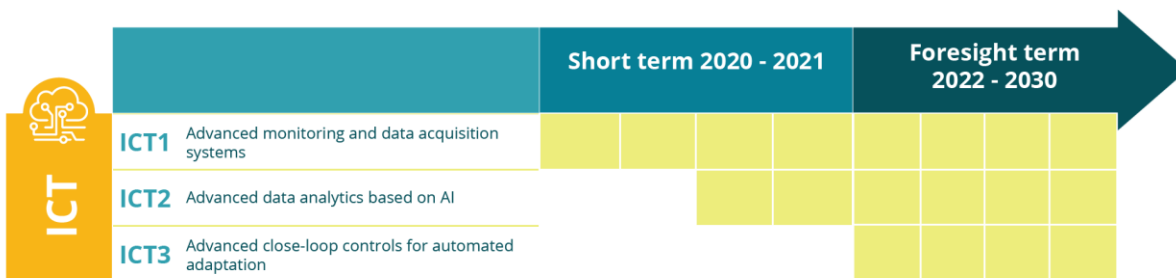 Short term 2020 - 2021
Foresight term
2022 - 2030
ICT
ICT1 Advanced monitoring and data acquisition
systems
ICT2 Advanced data analytics based on AI
ICT3 Advanced close-loop controls for automated
adaptation